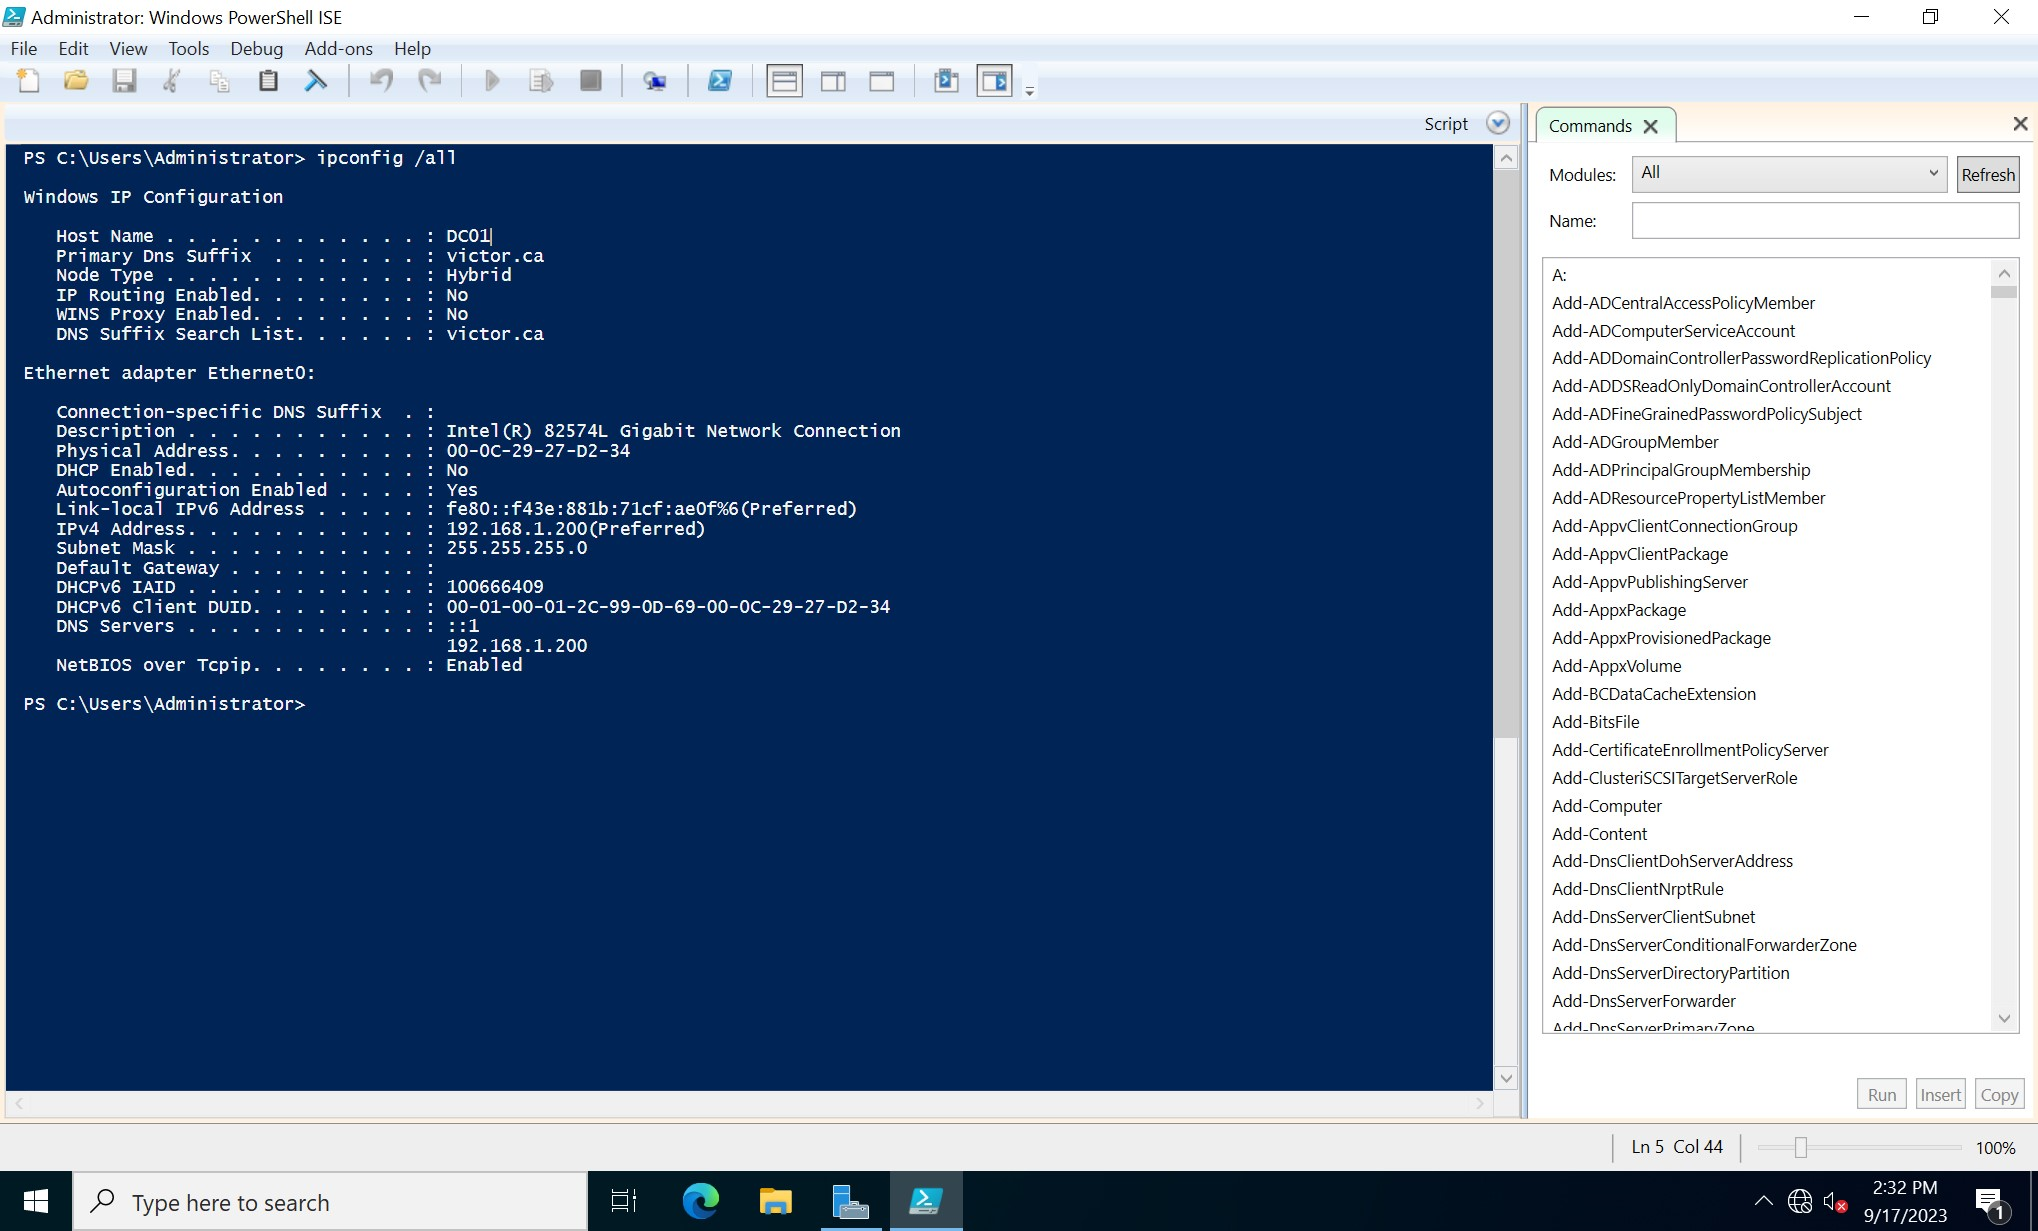 Administrator: Windows PowerShell ISE
File Edit View Tools Debug Add-ons Help
Script
PS C:\Users\Administrator> ipconfig /all
Windows IP Configuration
Host Name . . . . . . . . . . . . : DC01
Primary Dns Suffix . . . . . . . : victor.ca
Node Type . . . . . . . . . . . . : Hybrid
IP Routing Enabled. . . . . . . . : No
WINS Proxy Enabled. . . . . . . . : No
DNS Suffix Search List. . . . . . : victor.ca
Ethernet adapter Ethernet0:
Connection-specific DNS Suffix . :
Description . . . . . . . . . . . : Intel(R) 82574L Gigabit Network Connection
Physical Address. . . . . . . . . : 00-0C-29-27-D2-34
DHCP Enabled. . . . . . . . . . . : No
Autoconfiguration Enabled . . . . : Yes
Link-local IPv6 Address . . . . . : fe80::f43e:881b:71cf:ae0f%6(Preferred)
IPv4 Address. . . . . . . . . . . : 192.168.1.200(Preferred)
Subnet Mask . . . . . . . . . . . : 255.255.255.0
Default Gateway . . . . . . . . . :
DHCPv6 IAID . . . . . . . . . . . : 100666409
DHCPv6 Client DUID. . . . . . . . : 00-01-00-01-2C-99-0D-69-00-0C-29-27-D2-34
DNS Servers . . . . . . . . . . . : ::1
192.168.1.200
NetBIOS over Tcpip. . . . . . . . : Enabled
PS C:\Users\Administrator>
Commands
Modules: All Refresh
Name:
A:
Add-ADCentralAccessPolicyMember
Add-ADComputerServiceAccount
Add-ADDomainControllerPasswordReplicationPolicy
Add-ADDSReadOnlyDomainControllerAccount
Add-ADFineGrainedPasswordPolicySubject
Add-ADGroupMember
Add-ADPrincipalGroupMembership
Add-ADResourcePropertyListMember
Add-AppvClientConnectionGroup
Add-AppvClientPackage
Add-AppvPublishingServer
Add-AppxPackage
Add-AppxProvisionedPackage
Add-AppxVolume
Add-BCDataCacheExtension
Add-BitsFile
Add-CertificateEnrollmentPolicyServer
Add-ClusteriSCSITargetServerRole
Add-Computer
Add-Content
Add-DnsClientDohServerAddress
Add-DnsClientNrptRule
Add-DnsServerClientSubnet
Add-DnsServerConditionalForwarderZone
Add-DnsServerDirectoryPartition
Add-DnsServerForwarder
Add-DnsServerPrimaryZone
Run Insert Copy
Ln 5 Col 44 100%
Type here to search
2:32 PM
9/17/2023
1